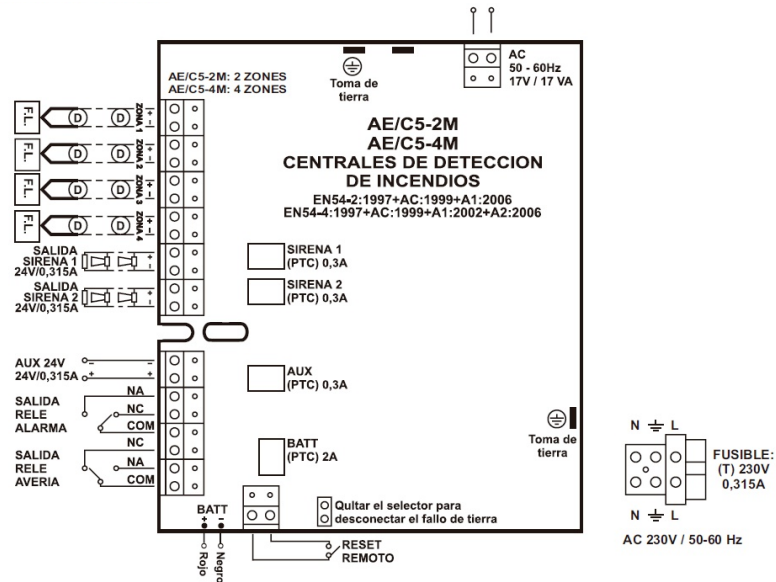 AC
50 - 60Hz
17V / 17 VA
Toma de
tierra
AE/C5-2M: 2 ZONES
AE/C5-4M: 4 ZONES
AE/C5-2M
AE/C5-4M
CENTRALES DE DETECCION
DE INCENDIOS
EN54-2:1997+AC:1999+A1:2006
EN54-4:1997+AC:1999+A1:2002+A2:2006
F.L. D D ZONA 1 + -
F.L. D D ZONA 2 + -
F.L. D D ZONA 3 + -
F.L. D D ZONA 4 + -
SALIDA
SIRENA 1
24V/0,315A
+ -
SALIDA
SIRENA 2
24V/0,315A
+ -
SIRENA 1
(PTC) 0,3A
SIRENA 2
(PTC) 0,3A
AUX 24V -
24V/0,315A +
AUX
(PTC) 0,3A
SALIDA
RELE
ALARMA
NA
NC
COM
SALIDA
RELE
AVERIA
NC
NA
COM
BATT
(PTC) 2A
Toma de
tierra
BATT
+ -
Rojo
Negro
Quitar el selector para
desconectar el fallo de tierra
RESET
REMOTO
N L
FUSIBLE:
(T) 230V
0,315A
N L
AC 230V / 50-60 Hz